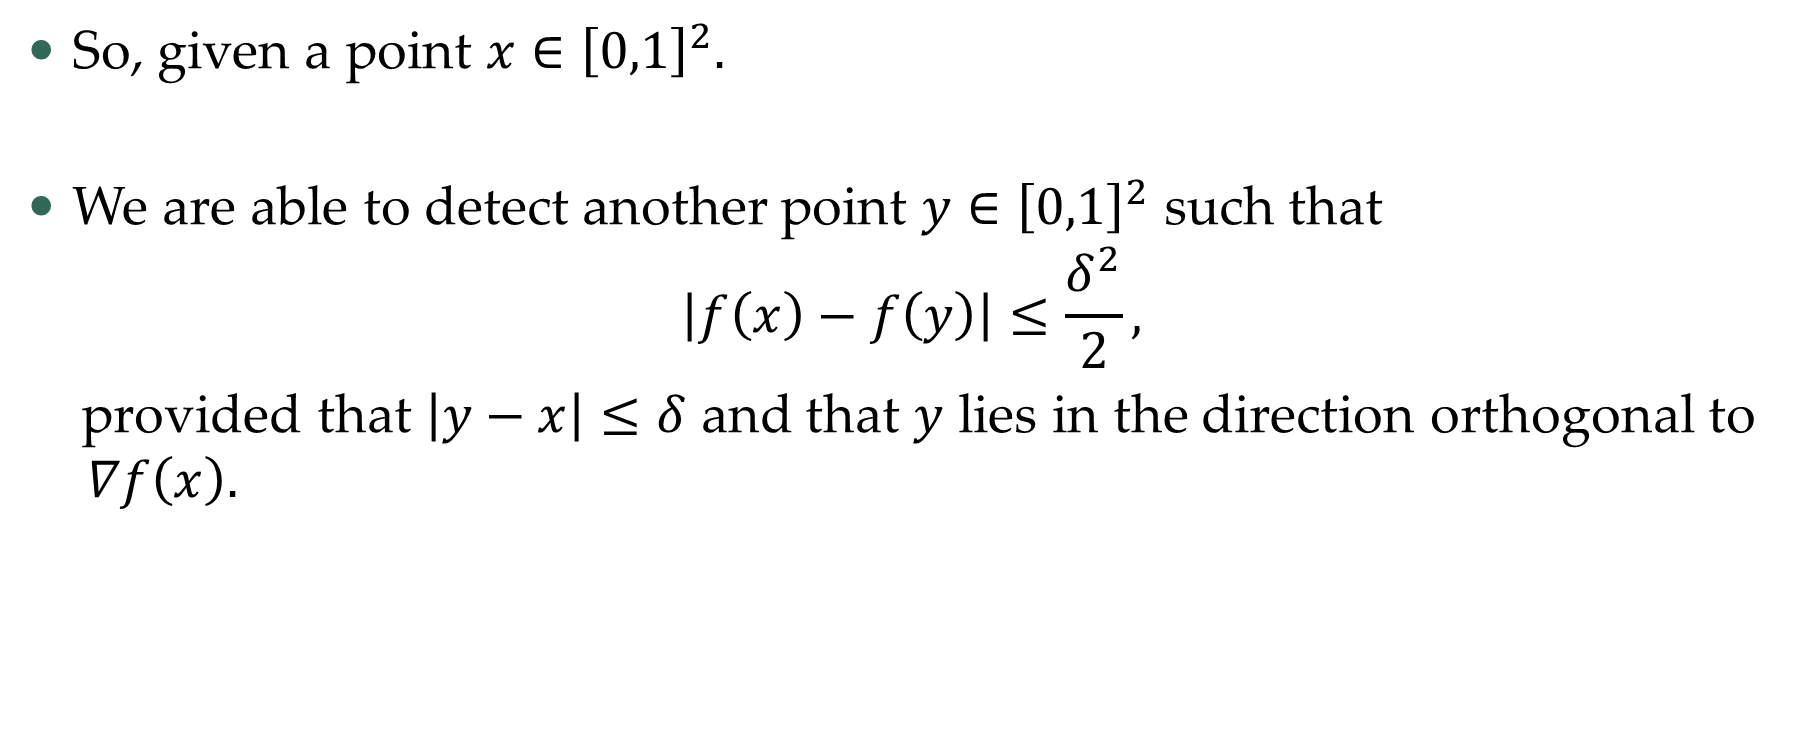 • So, given a point x ∈ [0,1]².
• We are able to detect another point y ∈ [0,1]² such that
|f(x) − f(y)| ≤ δ²/2,
provided that |y − x| ≤ δ and that y lies in the direction orthogonal to
∇f(x).